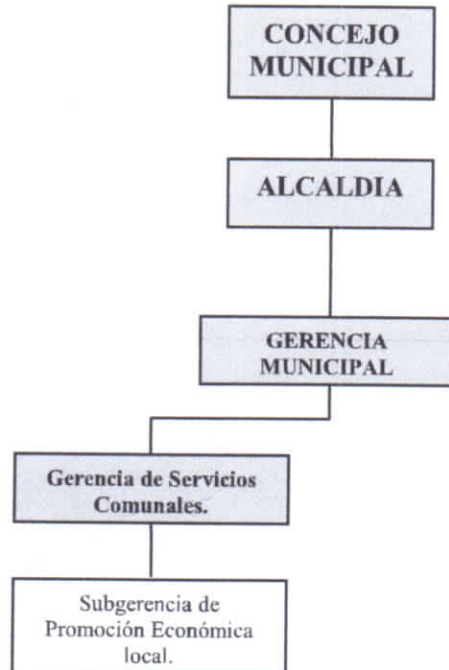 CONCEJO
MUNICIPAL
ALCALDIA
GERENCIA
MUNICIPAL
Gerencia de Servicios
Comunales.
Subgerencia de
Promoción Económica
local.